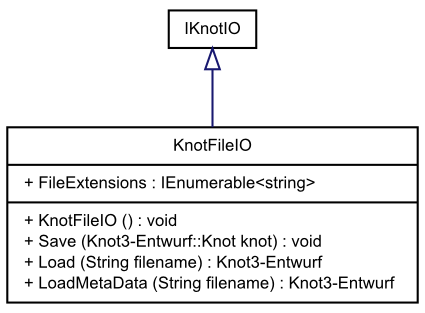 IKnotIO
KnotFileIO
+ FileExtensions : IEnumerable<string>
+ KnotFileIO () : void
+ Save (Knot3-Entwurf::Knot knot) : void
+ Load (String filename) : Knot3-Entwurf
+ LoadMetaData (String filename) : Knot3-Entwurf